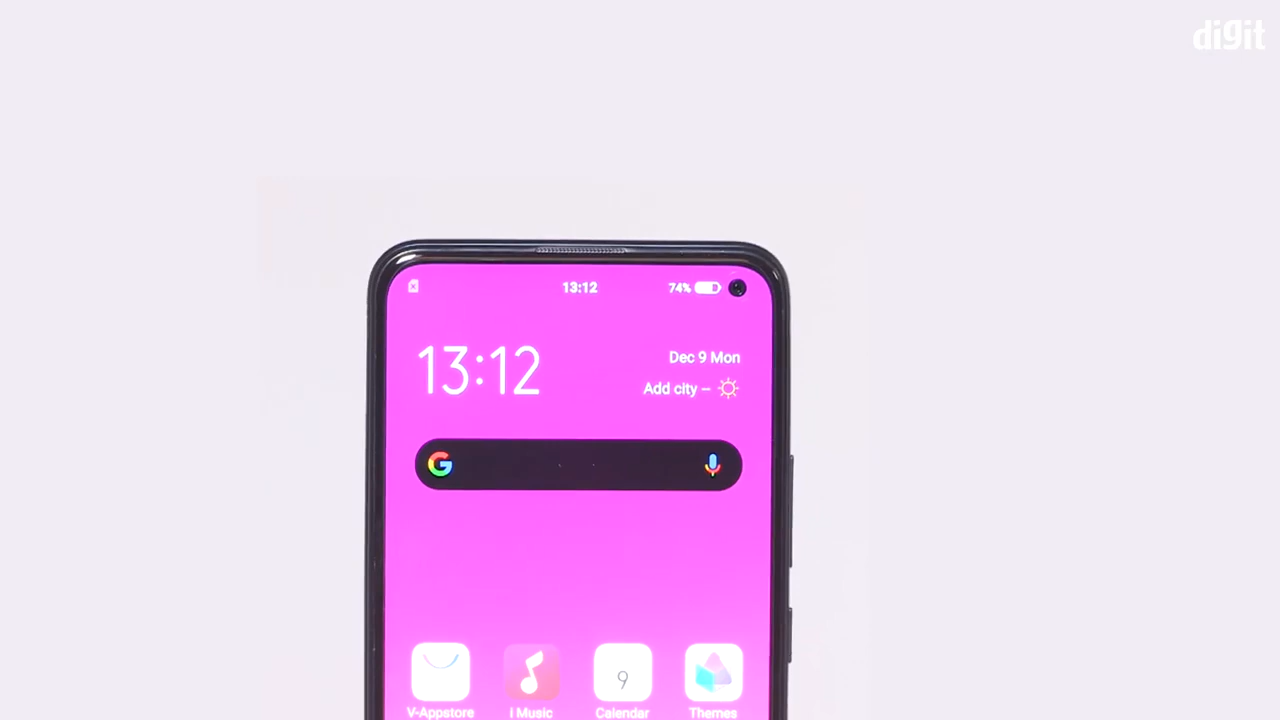 digit
13:12
74%
13:12
Dec 9 Mon
Add city –
G
9
V-Appstore
i Music
Calendar
Themes